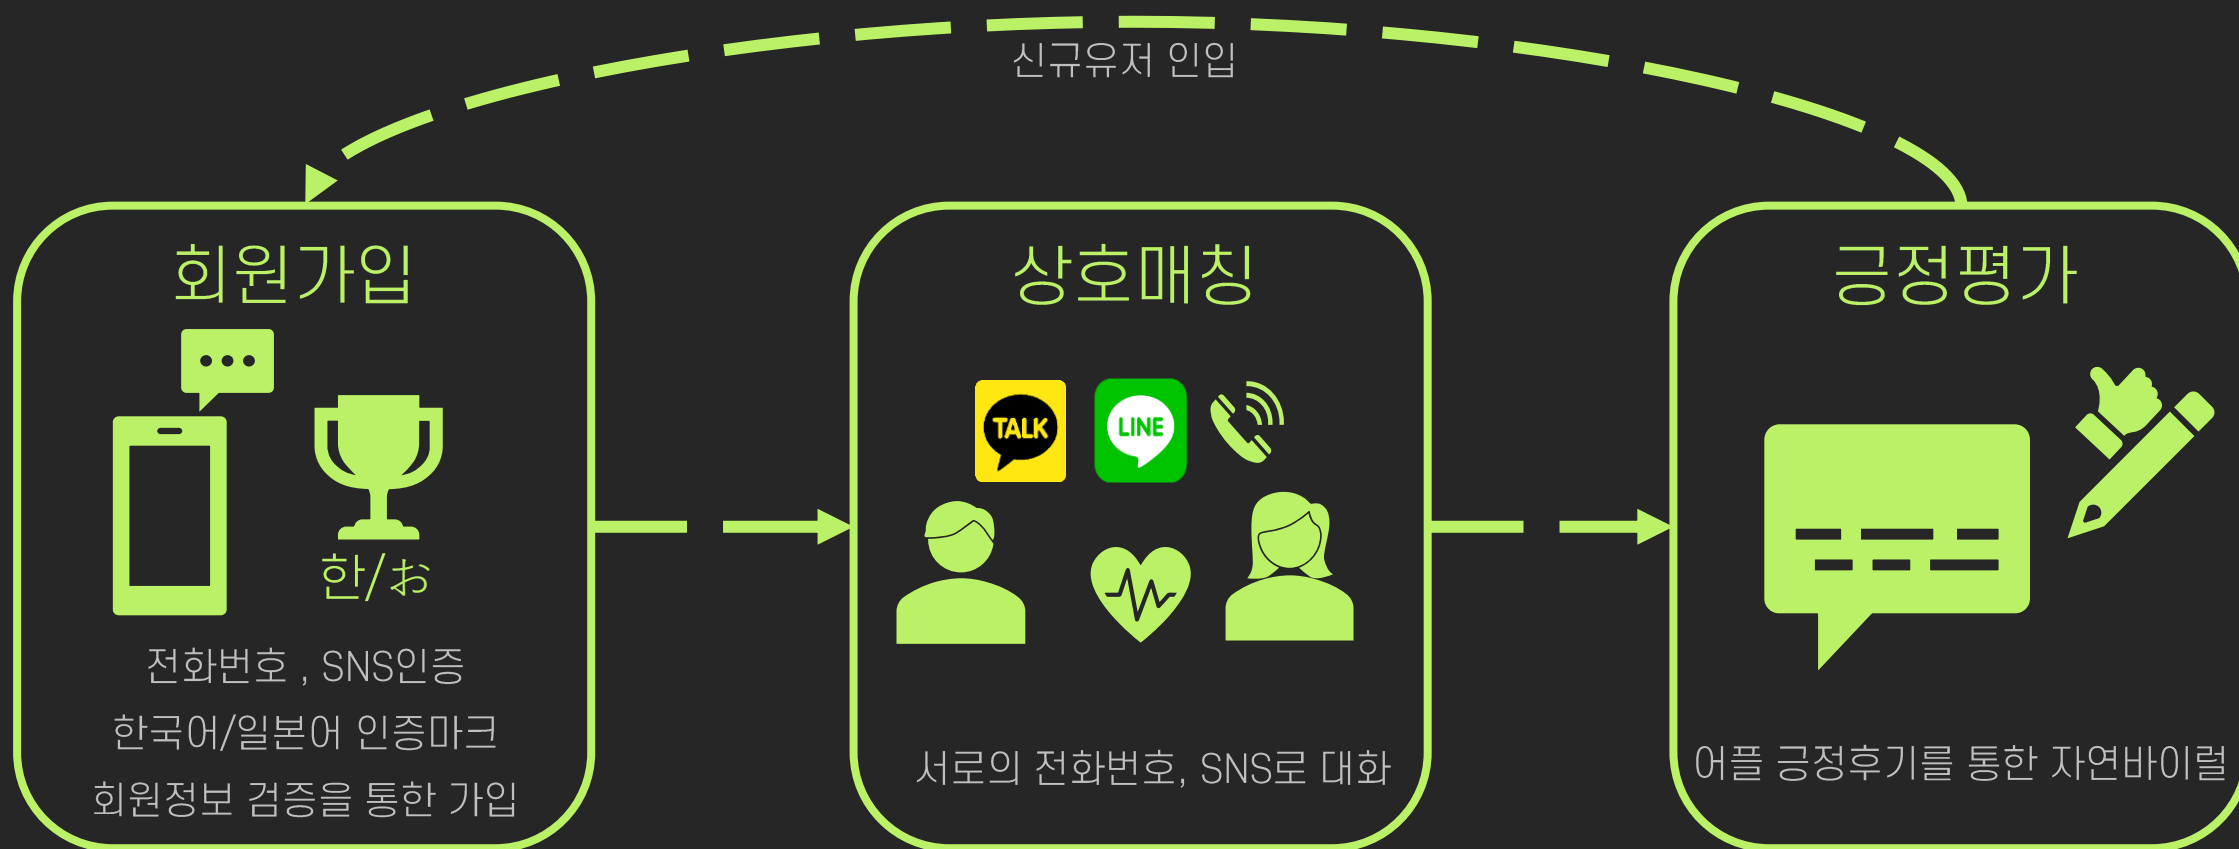 신규유저 인입
회원가입
한/お
전화번호 , SNS인증
한국어/일본어 인증마크
회원정보 검증을 통한 가입
상호매칭
TALK
LINE
서로의 전화번호, SNS로 대화
긍정평가
어플 긍정후기를 통한 자연바이럴